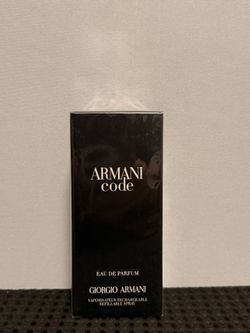 ARMANI
code
EAU DE PARFUM
GIORGIO ARMANI
VAPORISATEUR RECHARGEABLE
REFILLABLE SPRAY